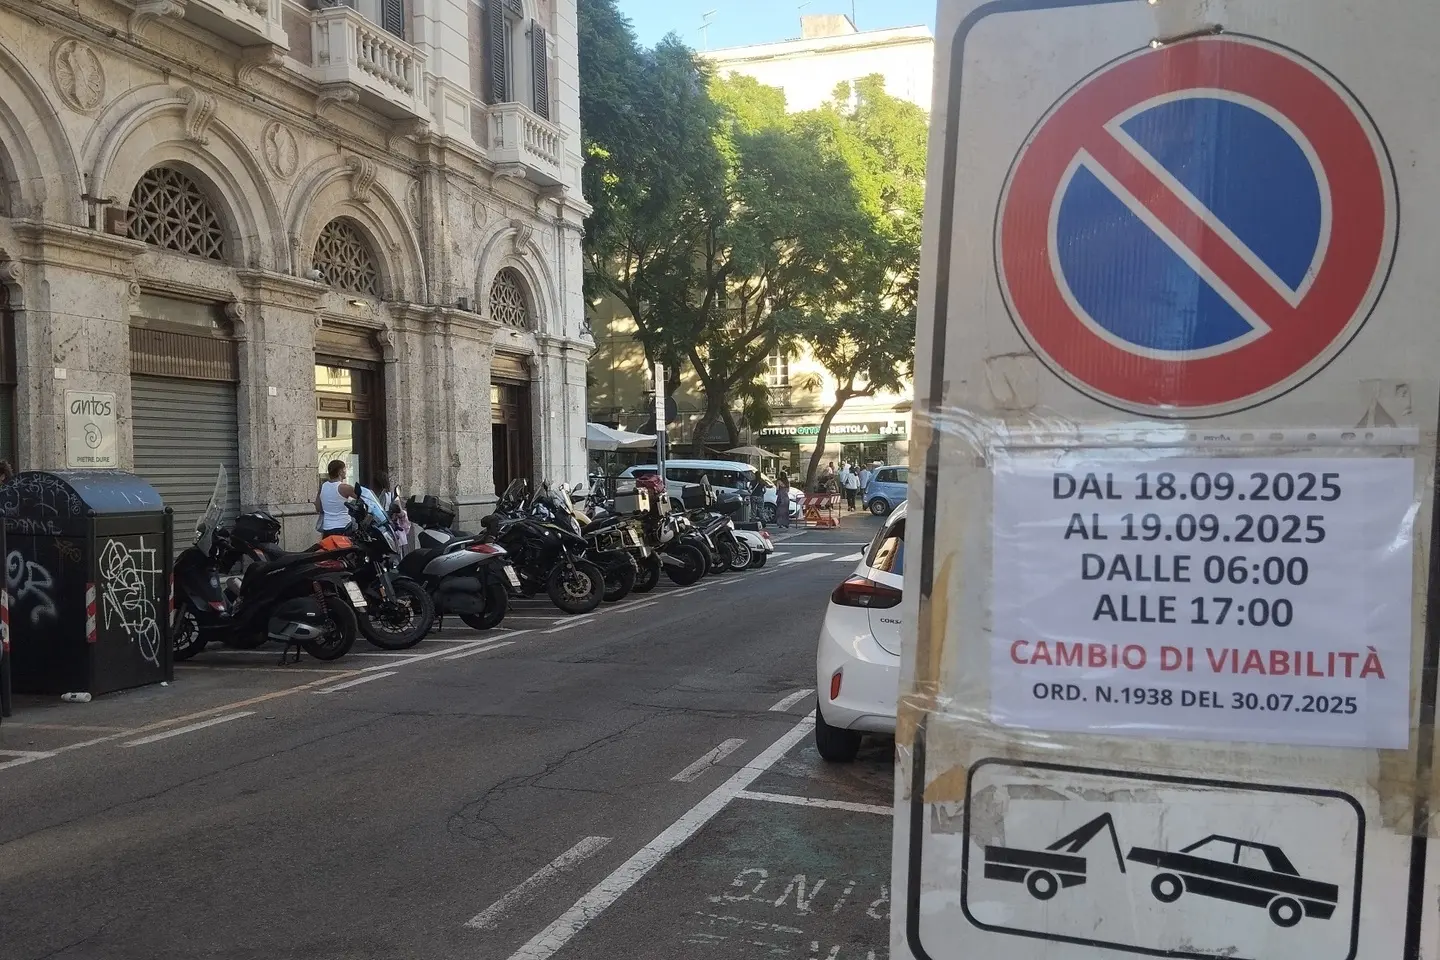 DAL 18.09.2025
AL 19.09.2025
DALLE 06:00
ALLE 17:00
CAMBIO DI VIABILITÀ
ORD. N.1938 DEL 30.07.2025
antos
PIETRE DURE
ISTITUTO OTTICO BERTOLA
CORSA